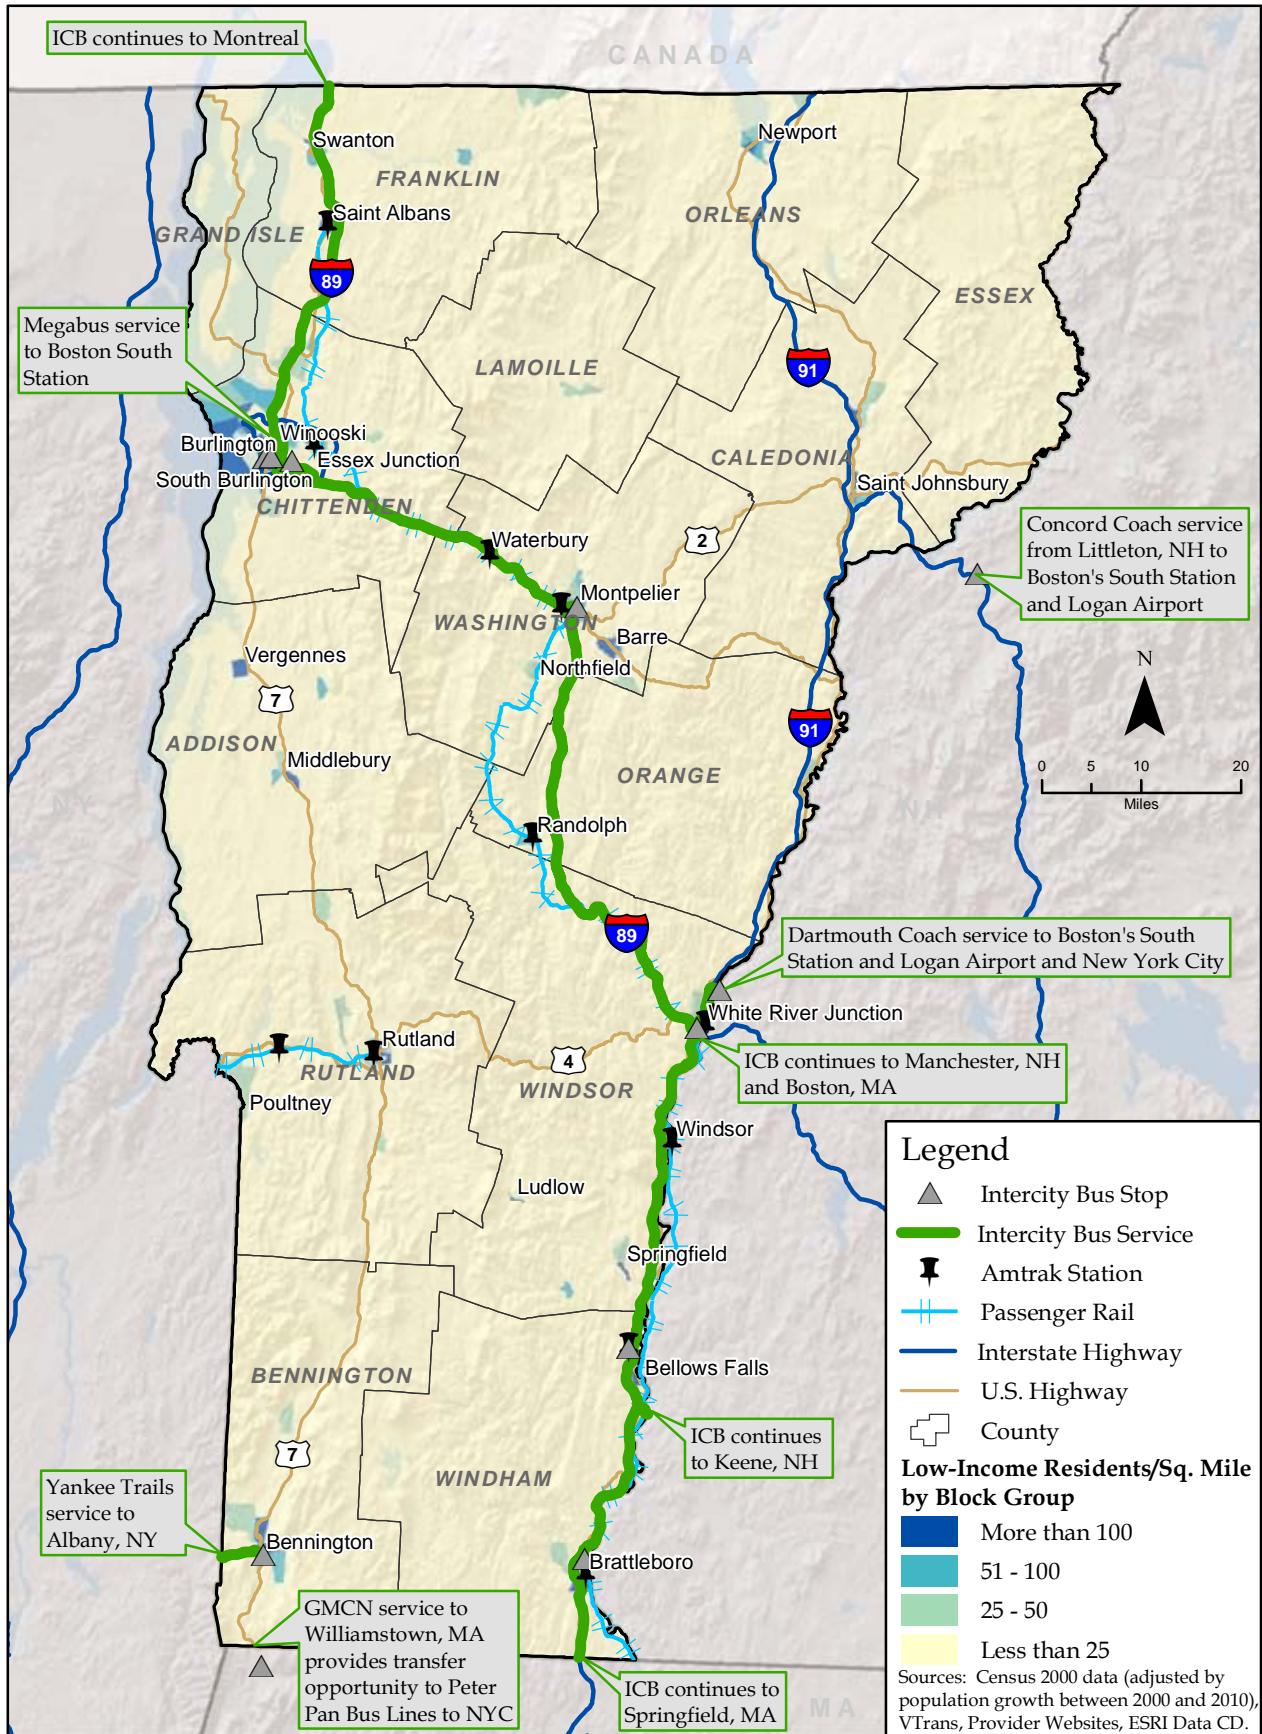 ICB continues to Montreal
CANADA
Swanton
Newport
FRANKLIN
Saint Albans
ORLEANS
GRAND ISLE
89
ESSEX
Megabus service
to Boston South
Station
LAMOILLE
91
Winooski
Burlington
Essex Junction
CALEDONIA
South Burlington
Saint Johnsbury
CHITTENDEN
Concord Coach service
from Littleton, NH to
Boston's South Station
and Logan Airport
2
Waterbury
Montpelier
WASHINGTON
Barre
Northfield
Vergennes
N
7
91
ADDISON
Middlebury
ORANGE
0 5 10 20
Miles
NY
Randolph
89
Dartmouth Coach service to Boston's South
Station and Logan Airport and New York City
White River Junction
Rutland
4
RUTLAND
WINDSOR
ICB continues to Manchester, NH
and Boston, MA
Poultney
Windsor
Ludlow
Springfield
Bellows Falls
BENNINGTON
ICB continues
to Keene, NH
7
WINDHAM
Yankee Trails
service to
Albany, NY
Bennington
Brattleboro
GMCN service to
Williamstown, MA
provides transfer
opportunity to Peter
Pan Bus Lines to NYC
ICB continues to
Springfield, MA
MA
Legend
Intercity Bus Stop
Intercity Bus Service
Amtrak Station
Passenger Rail
Interstate Highway
U.S. Highway
County
Low-Income Residents/Sq. Mile
by Block Group
More than 100
51 - 100
25 - 50
Less than 25
Sources: Census 2000 data (adjusted by
population growth between 2000 and 2010),
VTrans, Provider Websites, ESRI Data CD.